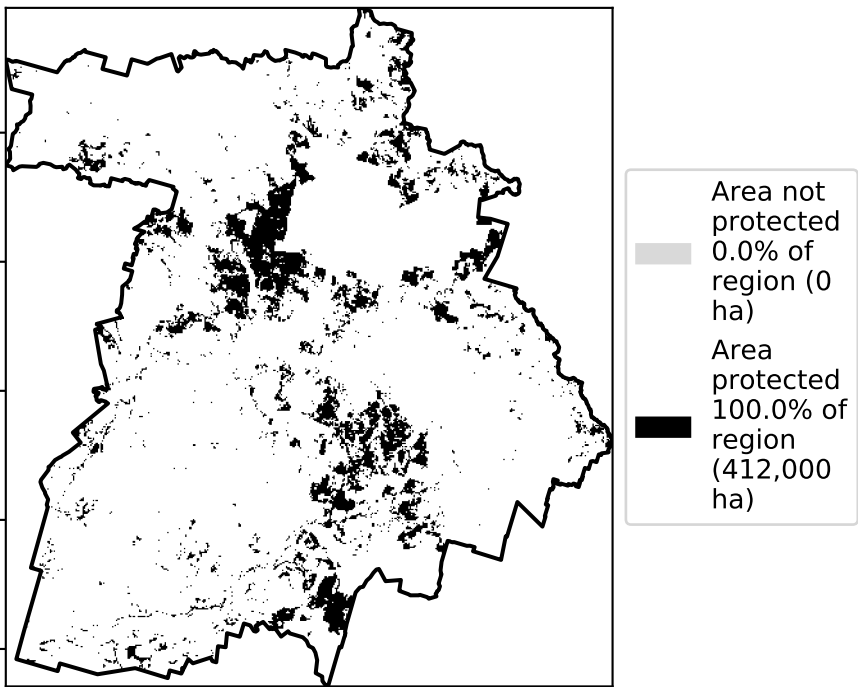 Area not
protected
0.0% of
region (0
ha)
Area
protected
100.0% of
region
(412,000
ha)